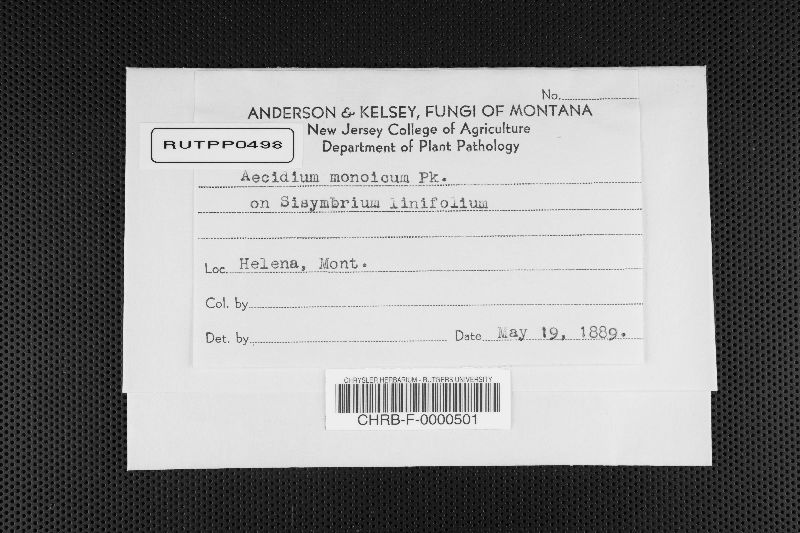 No.
ANDERSON & KELSEY, FUNGI OF MONTANA
New Jersey College of Agriculture
Department of Plant Pathology
RUTPP0498
Aecidium monoicum Pk.
on Sisymbrium linifolium
Loc. Helena, Mont.
Col. by
Det. by
Date May 19, 1889.
CHRYSLER HERBARIUM - RUTGERS UNIVERSITY
CHRB-F-0000501